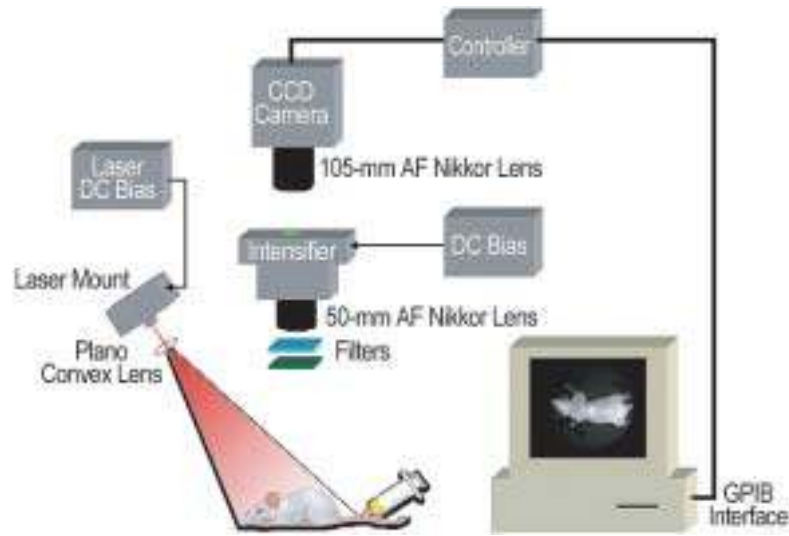 Controller
CCD
Camera
105-mm AF Nikkor Lens
Laser
DC Bias
Intensifier
DC Bias
Laser Mount
50-mm AF Nikkor Lens
Plano
Convex Lens
Filters
GPIB
Interface